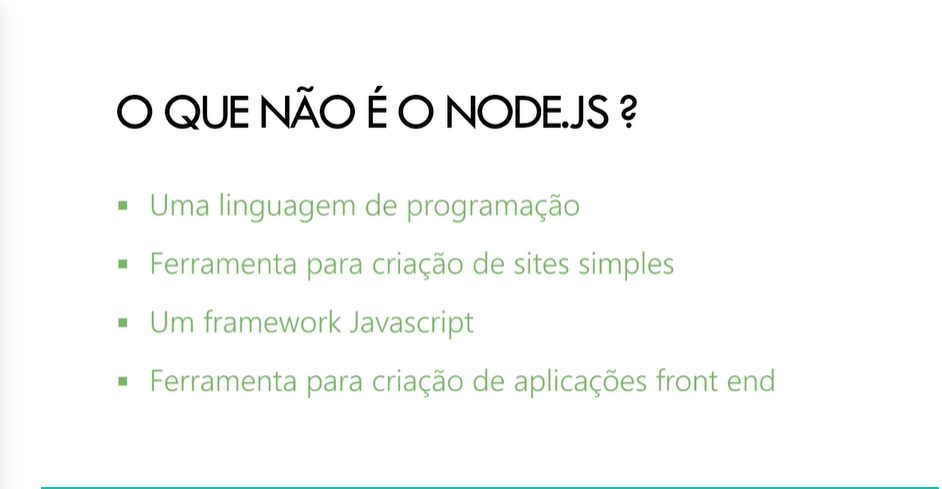 O QUE NÃO É O NODE.JS ?
Uma linguagem de programação
Ferramenta para criação de sites simples
Um framework Javascript
Ferramenta para criação de aplicações front end